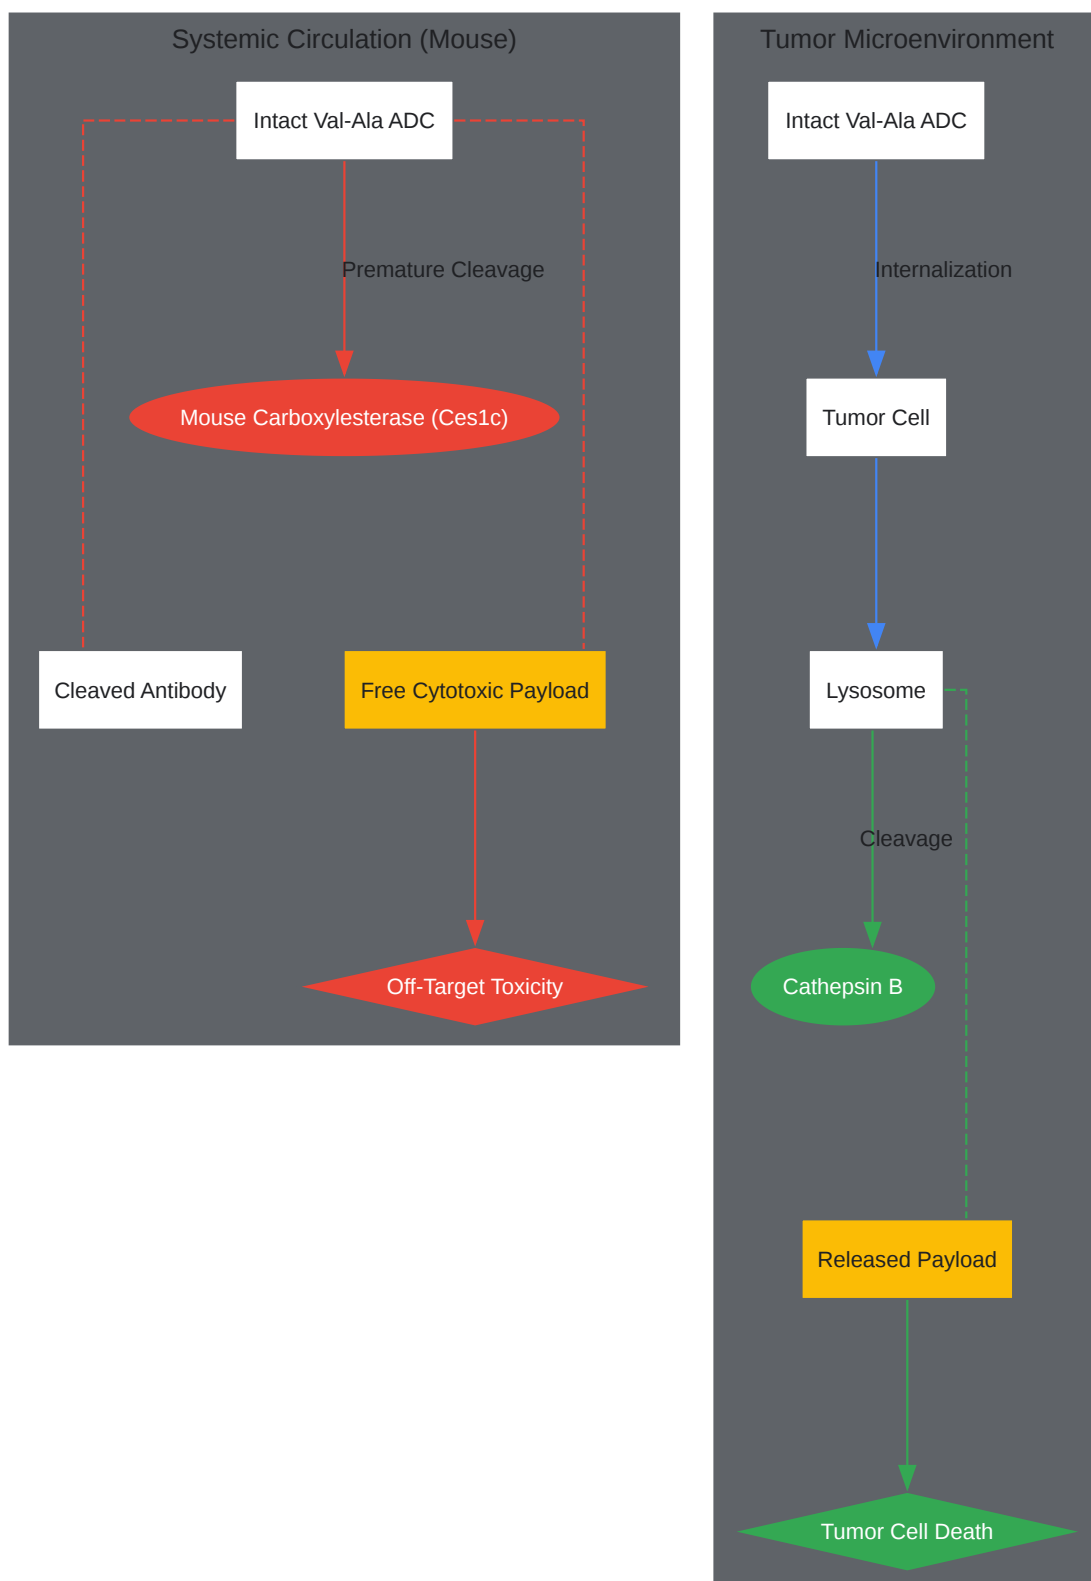 Systemic Circulation (Mouse)
Intact Val-Ala ADC
Premature Cleavage
Mouse Carboxylesterase (Ces1c)
Cleaved Antibody
Free Cytotoxic Payload
Off-Target Toxicity
Tumor Microenvironment
Intact Val-Ala ADC
Internalization
Tumor Cell
Lysosome
Cleavage
Cathepsin B
Released Payload
Tumor Cell Death